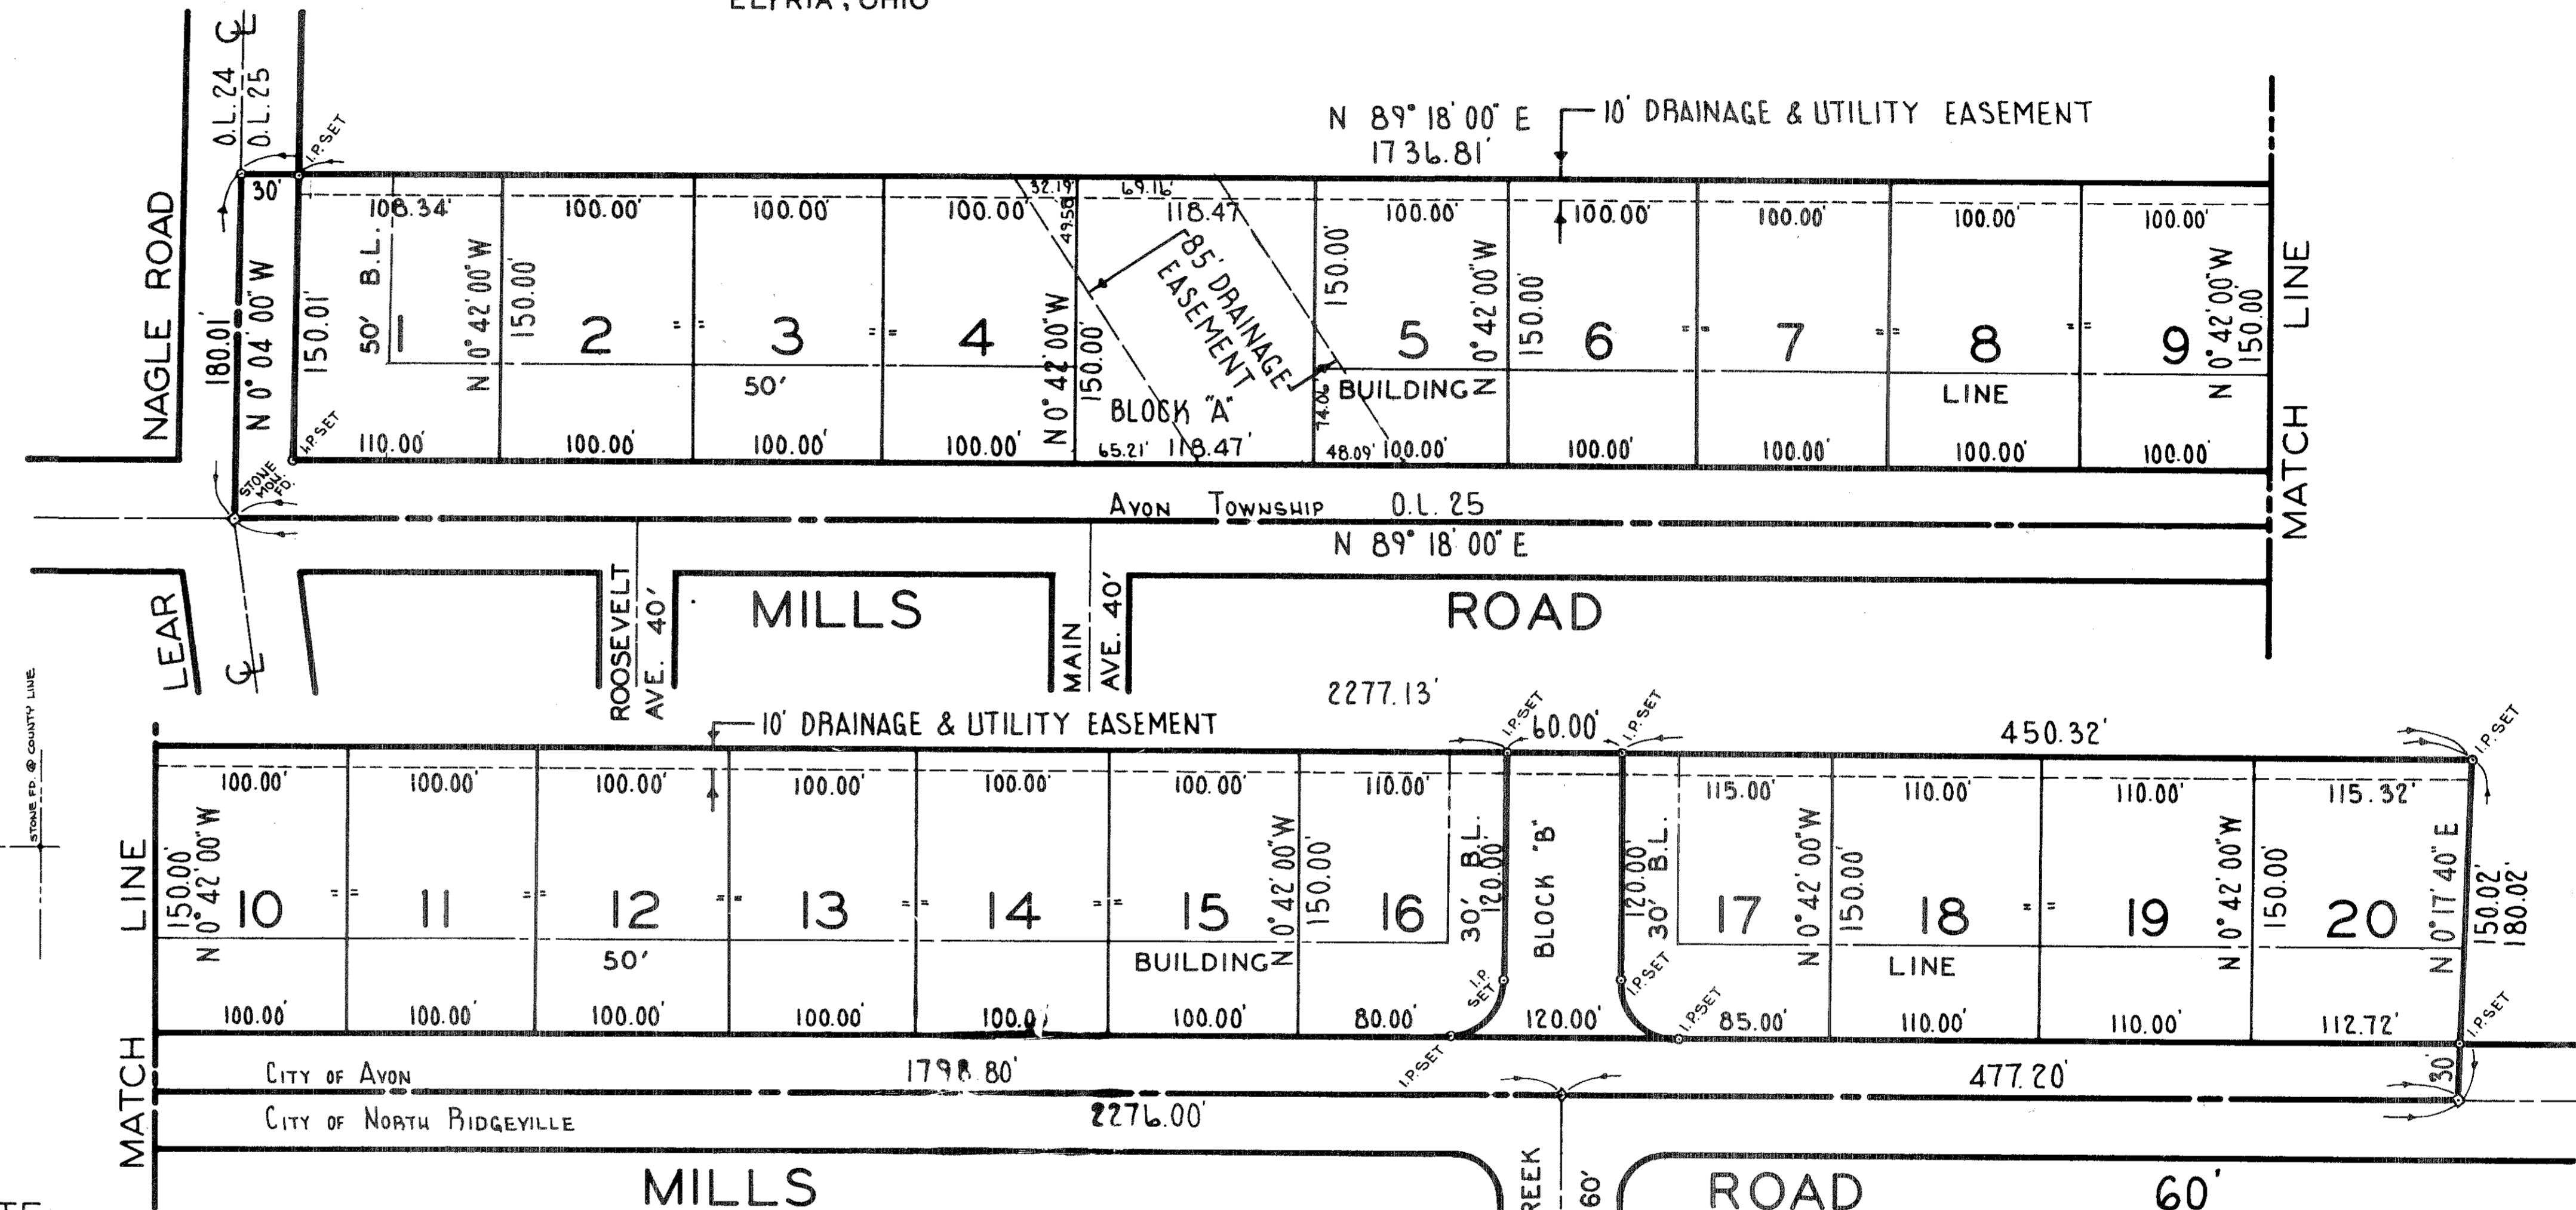 ELYRIA, OHIO
O.L. 24 ℄
O.L. 25
I.P. SET
N 89° 18' 00" E
1736.81'
10' DRAINAGE & UTILITY EASEMENT
30'
108.34'
100.00'
100.00'
100.00'
32.19'
69.16'
118.47'
100.00'
100.00'
100.00'
100.00'
100.00'
NAGLE ROAD
180.01'
N 0° 04' 00" W
150.01'
50' B.L.
N 0° 42' 00" W
150.00'
49.58'
N 0° 42' 00" W
150.00'
85' DRAINAGE
EASEMENT
150.00'
N 0° 42' 00" W
150.00'
N 0° 42' 00" W
150.00'
1
2
= =
3
= =
4
5
6
= =
7
= =
8
= =
9
50'
BLOCK "A"
74.06'
BUILDING
LINE
I.P. SET
110.00'
100.00'
100.00'
100.00'
65.21'
118.47'
48.09'
100.00'
100.00'
100.00'
100.00'
100.00'
MATCH LINE
STONE
MON.
FD.
AVON TOWNSHIP O.L. 25
N 89° 18' 00" E
LEAR
℄
ROOSEVELT
AVE. 40'
MILLS
MAIN
AVE. 40'
ROAD
2277.13'
STONE FD. @ COUNTY LINE
10' DRAINAGE & UTILITY EASEMENT
I.P. SET
60.00'
I.P. SET
450.32'
I.P. SET
100.00'
100.00'
100.00'
100.00'
100.00'
100.00'
110.00'
115.00'
110.00'
110.00'
115.32'
MATCH LINE
150.00'
N 0° 42' 00" W
N 0° 42' 00" W
150.00'
30' B.L.
120.00'
BLOCK "B"
120.00'
30' B.L.
N 0° 42' 00" W
150.00'
N 0° 42' 00" W
150.00'
N 0° 17' 40" E
150.02'
180.02'
10
= =
11
= =
12
= =
13
= =
14
= =
15
16
17
18
= =
19
20
50'
BUILDING
LINE
I.P.
SET
I.P. SET
I.P. SET
I.P. SET
100.00'
100.00'
100.00'
100.00'
100.0
100.00'
80.00'
120.00'
85.00'
110.00'
110.00'
112.72'
I.P. SET
CITY OF AVON
1798.80'
477.20'
30'
CITY OF NORTH RIDGEVILLE
2276.00'
MILLS
REEK
60'
ROAD
60'